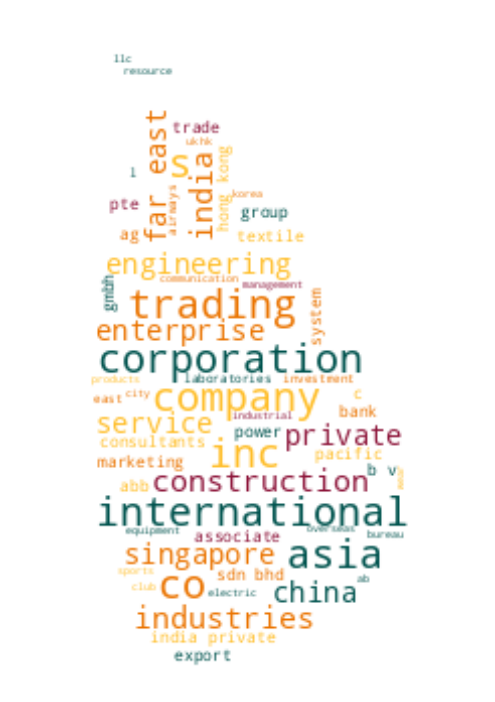 llc
resource
far east
trade
ukhk
s
india
hong kong
l
airways
korea
pte
group
ag
textile
engineering
communication
management
gmbh
trading
system
enterprise
corporation
products
laboratories
investment
east
city
company
c
bank
service
industrial
power
private
consultants
inc
pacific
marketing
b v
abb
construction
international
equipment
overseas
associate
bureau
singapore
asia
sports
sdn bhd
ab
club
co
electric
china
industries
india private
export